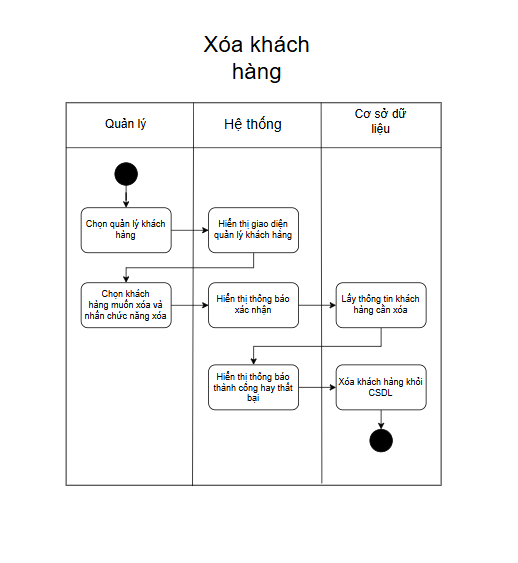 Xóa khách
hàng
Quản lý
Hệ thống
Cơ sở dữ
liệu
Chọn quản lý khách
hàng
Hiển thị giao diện
quản lý khách hàng
Chọn khách
hàng muốn xóa và
nhấn chức năng xóa
Hiển thị thông báo
xác nhận
Lấy thông tin khách
hàng cần xóa
Hiển thị thông báo
thành công hay thất
bại
Xóa khách hàng khỏi
CSDL